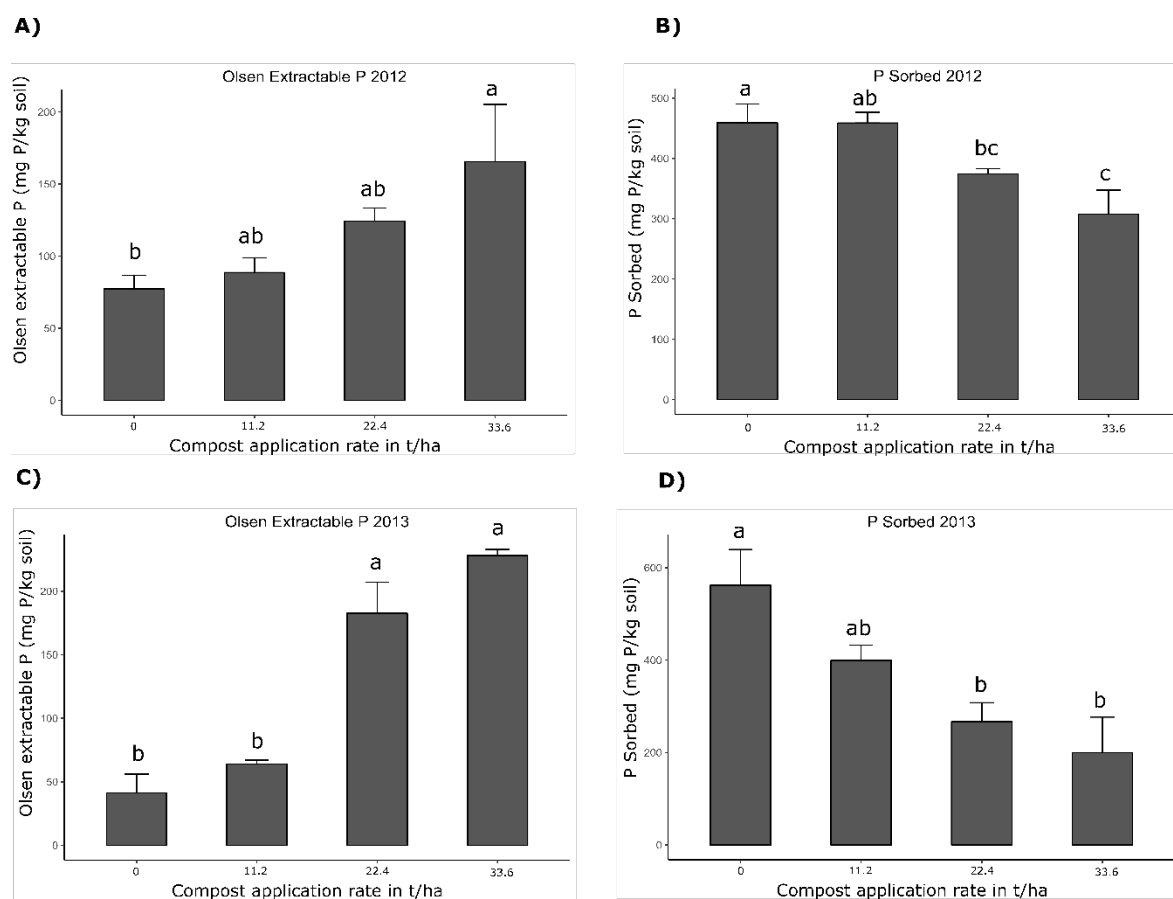 A)
Olsen Extractable P 2012
Olsen extractable P (mg P/kg soil)
200
150
100
50
0
b
ab
ab
a
0
11.2
22.4
33.6
Compost application rate in t/ha
B)
P Sorbed 2012
P Sorbed (mg P/kg soil)
500
400
300
200
100
0
a
ab
bc
c
0
11.2
22.4
33.6
Compost application rate in t/ha
C)
Olsen Extractable P 2013
Olsen extractable P (mg P/kg soil)
200
150
100
50
0
b
b
a
a
0
11.2
22.4
33.6
Compost application rate in t/ha
D)
P Sorbed 2013
P Sorbed (mg P/kg soil)
600
400
200
0
a
ab
b
b
0
11.2
22.4
33.6
Compost application rate in t/ha